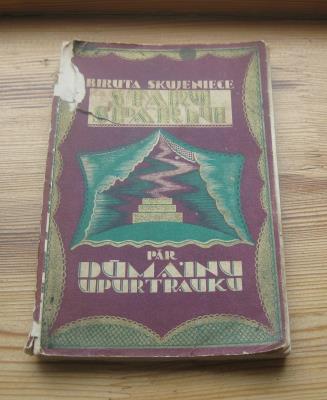 BIRUTA SKUJENIECE
PĀR
DŪMAINU
UPURTRAUKU